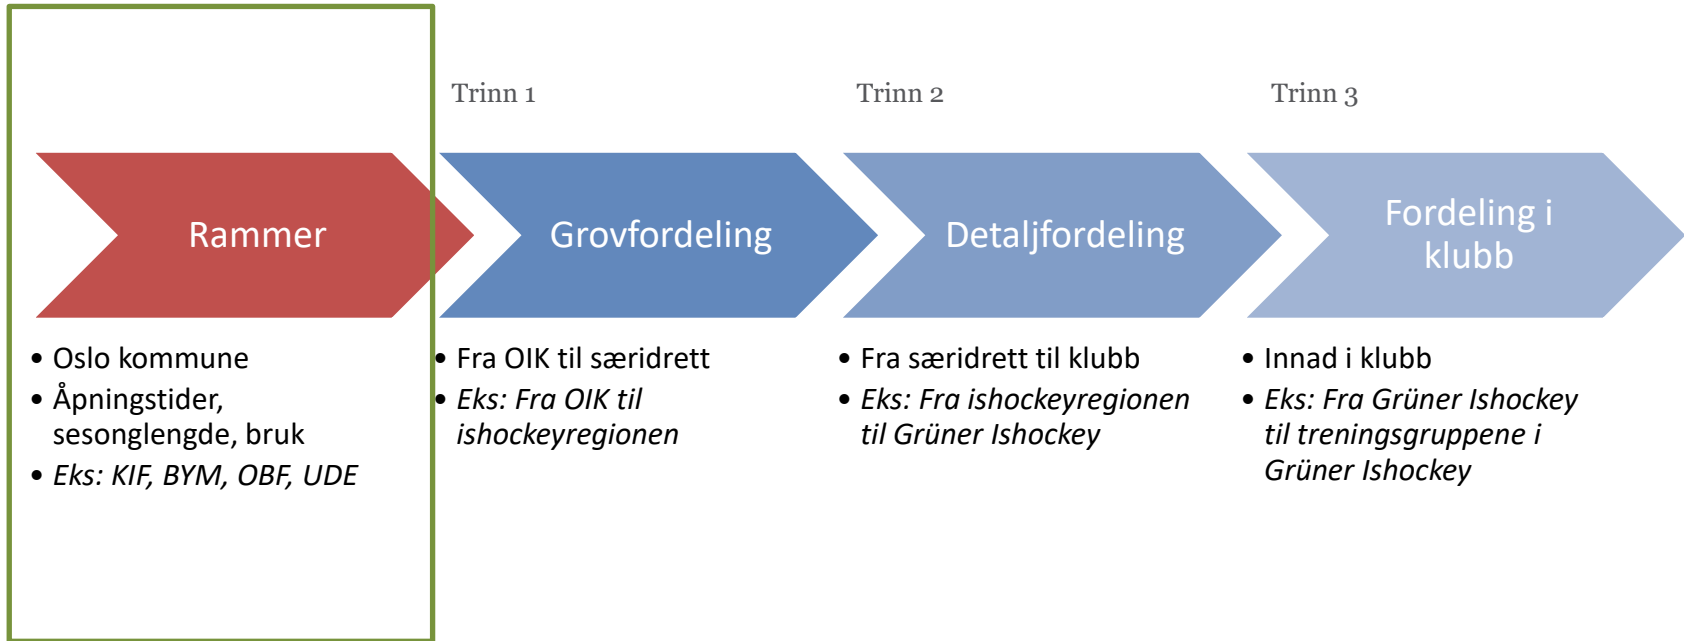 Trinn 1
Trinn 2
Trinn 3
Rammer
Grovfordeling
Detaljfordeling
Fordeling i
klubb
• Oslo kommune
• Åpningstider,
sesonglengde, bruk
• Eks: KIF, BYM, OBF, UDE
• Fra OIK til særidrett
• Eks: Fra OIK til
ishockeyregionen
• Fra særidrett til klubb
• Eks: Fra ishockeyregionen
til Grüner Ishockey
• Innad i klubb
• Eks: Fra Grüner Ishockey
til treningsgruppene i
Grüner Ishockey